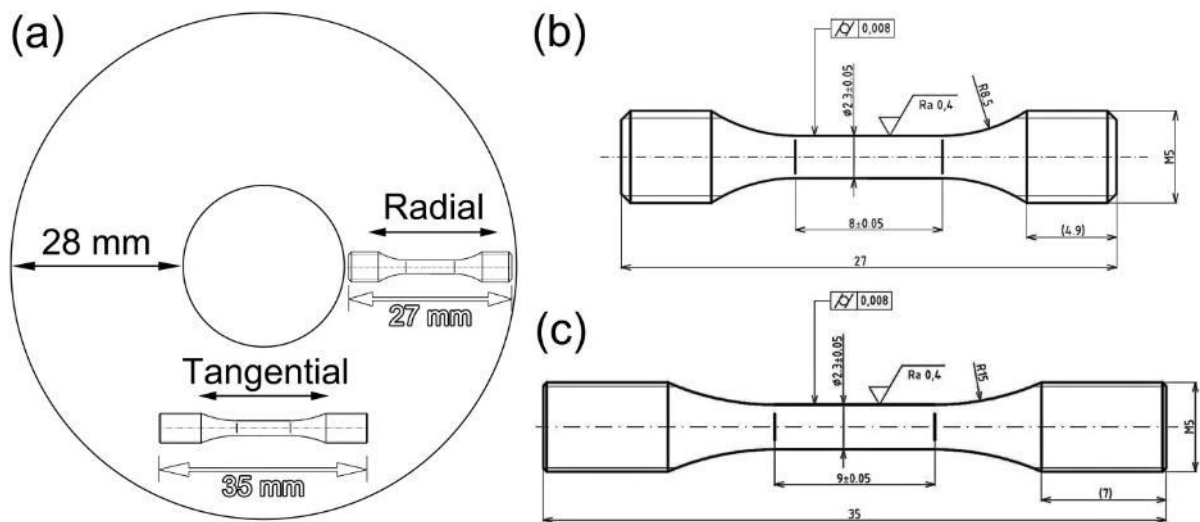 (a)
28 mm
Radial
27 mm
Tangential
35 mm
(b)
0,008
⌀2.3±0.05
Ra 0,4
R8.5
M5
8±0.05
(4.9)
27
(c)
0,008
⌀2.3±0.05
Ra 0,4
R15
M5
9±0.05
(7)
35